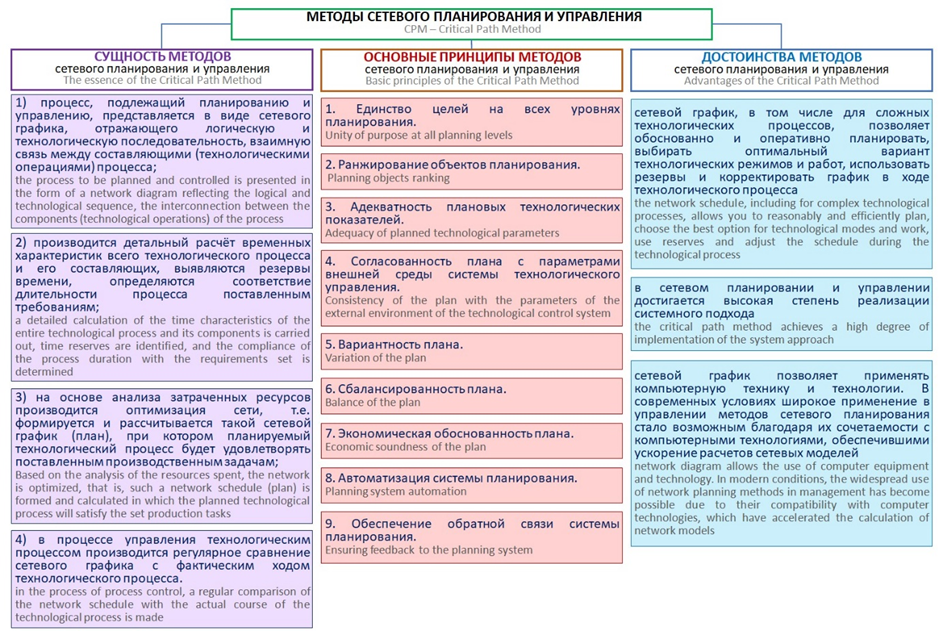 МЕТОДЫ СЕТЕВОГО ПЛАНИРОВАНИЯ И УПРАВЛЕНИЯ
CPM – Critical Path Method
СУЩНОСТЬ МЕТОДОВ
сетевого планирования и управления
The essence of the Critical Path Method
1) процесс, подлежащий планированию и
управлению, представляется в виде сетевого
графика, отражающего логическую и
технологическую последовательность, взаимную
связь между составляющими (технологическими
операциями) процесса;
the process to be planned and controlled is presented in
the form of a network diagram reflecting the logical and
technological sequence, the interconnection between the
components (technological operations) of the process
2) производится детальный расчёт временных
характеристик всего технологического процесса
и его составляющих, выявляются резервы
времени, определяются соответствие
длительности процесса поставленным
требованиям;
a detailed calculation of the time characteristics of the
entire technological process and its components is carried
out, time reserves are identified, and the compliance of
the process duration with the requirements set is
determined
3) на основе анализа затраченных ресурсов
производится оптимизация сети, т.е.
формируется и рассчитывается такой сетевой
график (план), при котором планируемый
технологический процесс будет удовлетворять
поставленным производственным задачам;
Based on the analysis of the resources spent, the network
is optimized, that is, such a network schedule (plan) is
formed and calculated in which the planned technological
process will satisfy the set production tasks
4) в процессе управления технологическим
процессом производится регулярное сравнение
сетевого графика с фактическим ходом
технологического процесса.
in the process of process control, a regular comparison of
the network schedule with the actual course of the
technological process is made
ОСНОВНЫЕ ПРИНЦИПЫ МЕТОДОВ
сетевого планирования и управления
Basic principles of the Critical Path Method
1. Единство целей на всех уровнях
планирования.
Unity of purpose at all planning levels
2. Ранжирование объектов планирования.
Planning objects ranking
3. Адекватность плановых технологических
показателей.
Adequacy of planned technological parameters
4. Согласованность плана с параметрами
внешней среды системы технологического
управления.
Consistency of the plan with the parameters of the
external environment of the technological control system
5. Вариантность плана.
Variation of the plan
6. Сбалансированность плана.
Balance of the plan
7. Экономическая обоснованность плана.
Economic soundness of the plan
8. Автоматизация системы планирования.
Planning system automation
9. Обеспечение обратной связи системы
планирования.
Ensuring feedback to the planning system
ДОСТОИНСТВА МЕТОДОВ
сетевого планирования и управления
Advantages of the Critical Path Method
сетевой график, в том числе для сложных
технологических процессов, позволяет
обоснованно и оперативно планировать,
выбирать оптимальный вариант
технологических режимов и работ, использовать
резервы и корректировать график в ходе
технологического процесса
the network schedule, including for complex technological
processes, allows you to reasonably and efficiently plan,
choose the best option for technological modes and work,
use reserves and adjust the schedule during the
technological process
в сетевом планировании и управлении
достигается высокая степень реализации
системного подхода
the critical path method achieves a high degree of
implementation of the system approach
сетевой график позволяет применять
компьютерную технику и технологии. В
современных условиях широкое применение в
управлении методов сетевого планирования
стало возможным благодаря их сочетаемости с
компьютерными технологиями, обеспечившими
ускорение расчетов сетевых моделей
network diagram allows the use of computer equipment
and technology. In modern conditions, the widespread use
of network planning methods in management has become
possible due to their compatibility with computer
technologies, which have accelerated the calculation of
network models